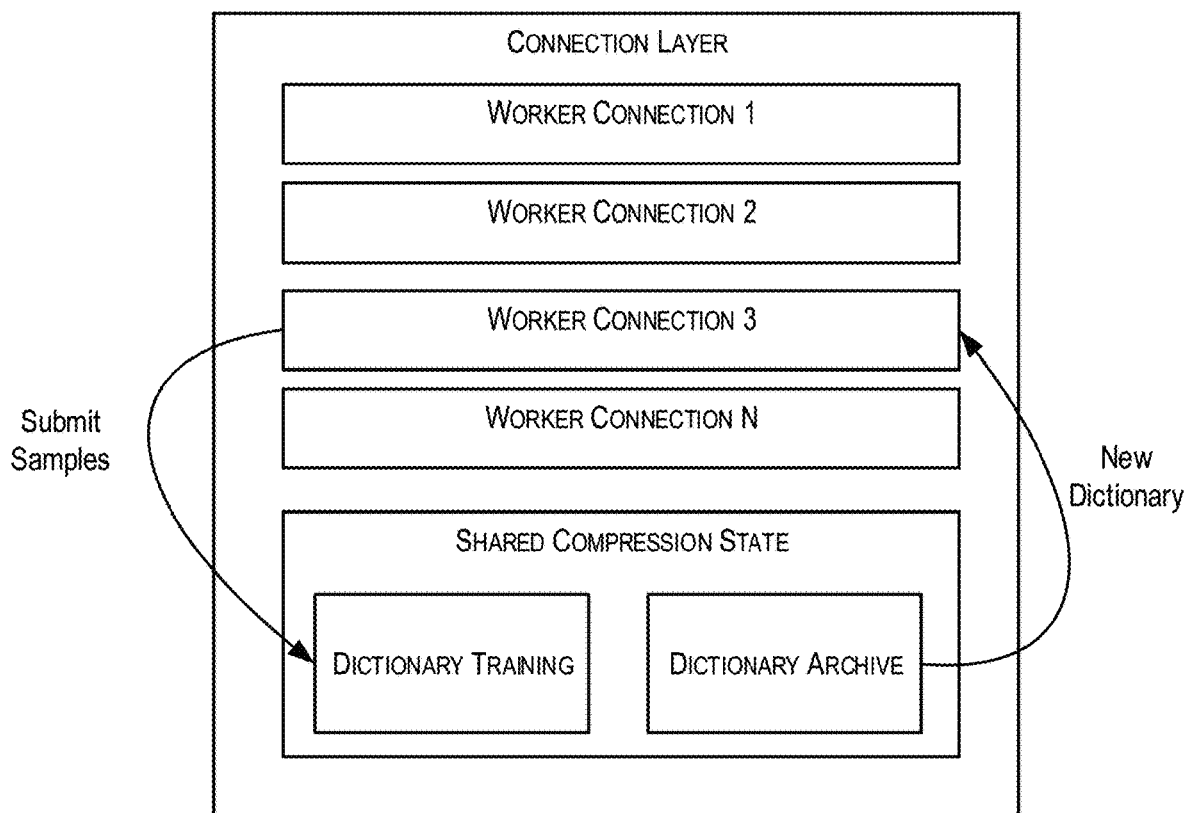 CONNECTION LAYER
WORKER CONNECTION 1
WORKER CONNECTION 2
WORKER CONNECTION 3
WORKER CONNECTION N
Submit
Samples
New
Dictionary
SHARED COMPRESSION STATE
DICTIONARY TRAINING
DICTIONARY ARCHIVE